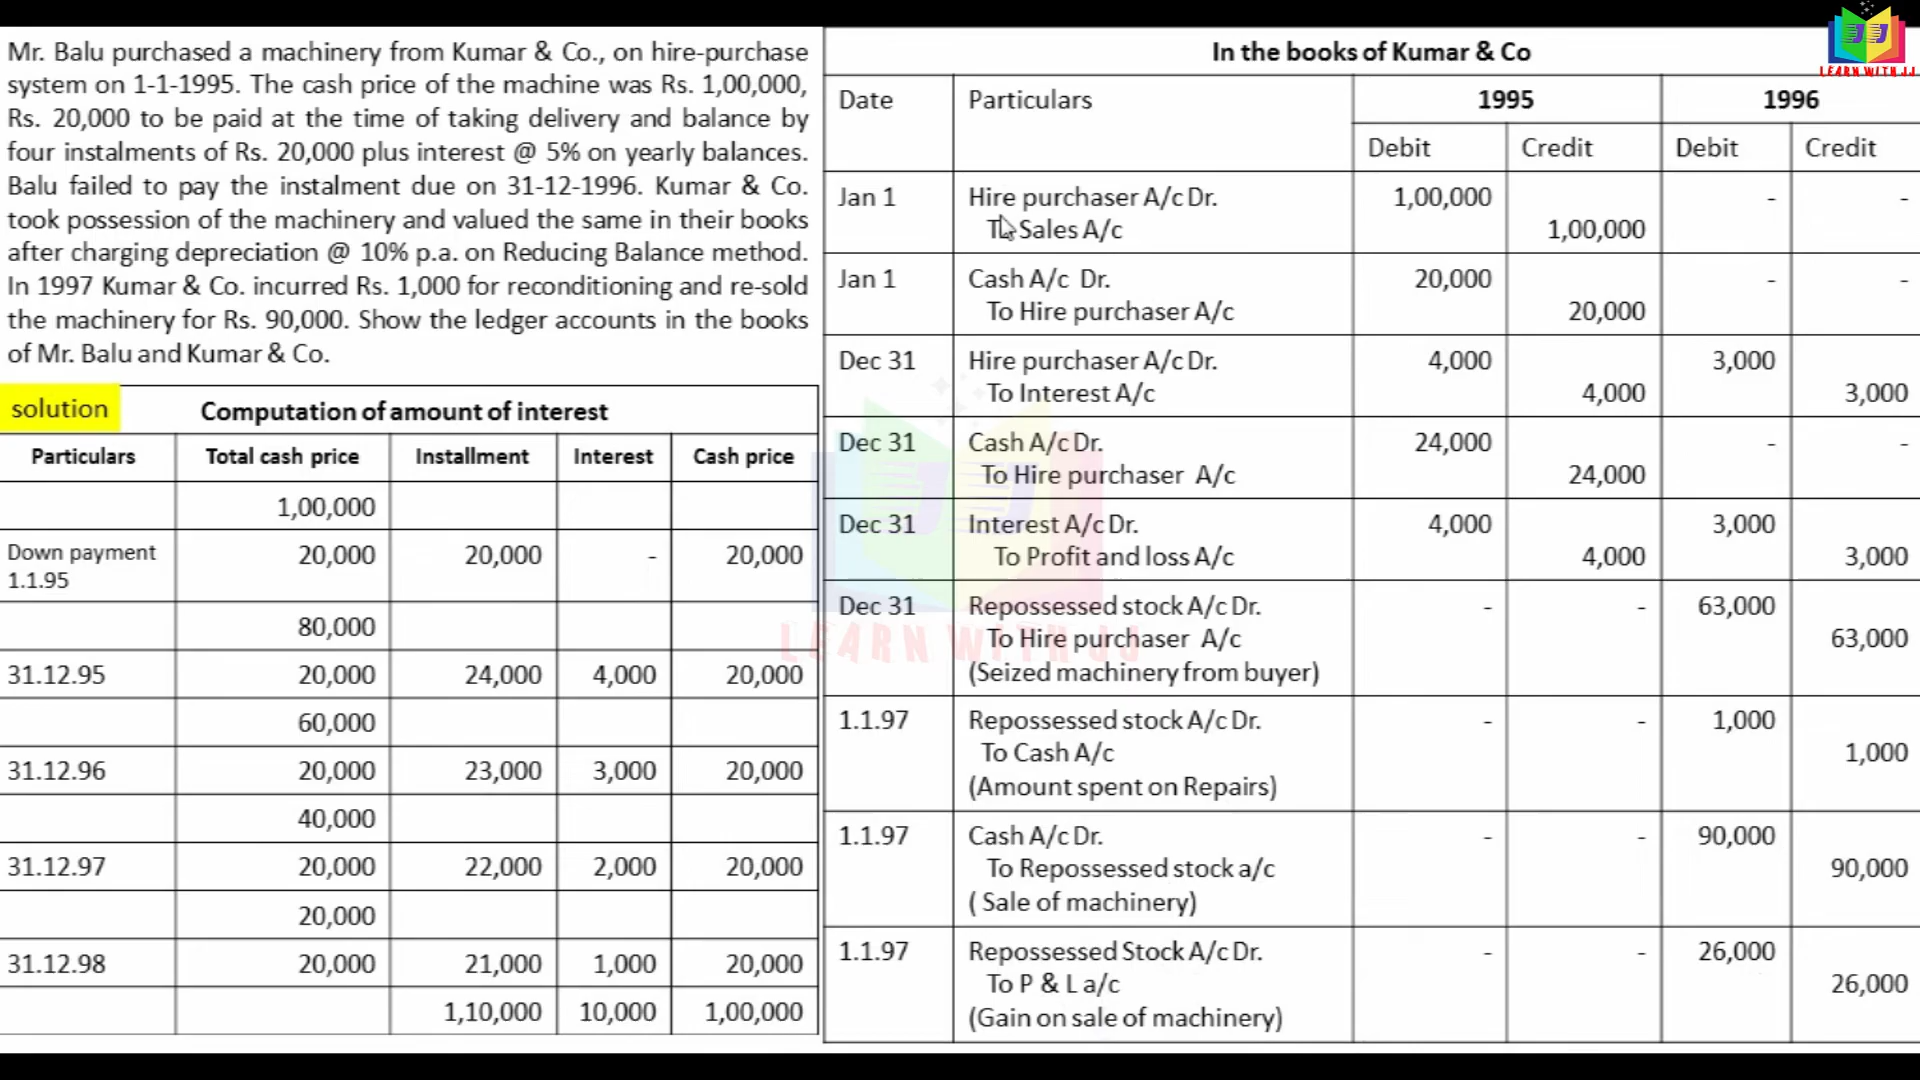 Mr. Balu purchased a machinery from Kumar & Co., on hire-purchase
system on 1-1-1995. The cash price of the machine was Rs. 1,00,000,
Rs. 20,000 to be paid at the time of taking delivery and balance by
four instalments of Rs. 20,000 plus interest @ 5% on yearly balances.
Balu failed to pay the instalment due on 31-12-1996. Kumar & Co.
took possession of the machinery and valued the same in their books
after charging depreciation @ 10% p.a. on Reducing Balance method.
In 1997 Kumar & Co. incurred Rs. 1,000 for reconditioning and re-sold
the machinery for Rs. 90,000. Show the ledger accounts in the books
of Mr. Balu and Kumar & Co.
solution Computation of amount of interest
Particulars Total cash price Installment Interest Cash price
1,00,000
Down payment 20,000 20,000 - 20,000
1.1.95
80,000
31.12.95 20,000 24,000 4,000 20,000
60,000
31.12.96 20,000 23,000 3,000 20,000
40,000
31.12.97 20,000 22,000 2,000 20,000
20,000
31.12.98 20,000 21,000 1,000 20,000
1,10,000 10,000 1,00,000
In the books of Kumar & Co
Date Particulars 1995 1996
Debit Credit Debit Credit
Jan 1 Hire purchaser A/c Dr. 1,00,000 - -
To Sales A/c 1,00,000
Jan 1 Cash A/c Dr. 20,000 - -
To Hire purchaser A/c 20,000
Dec 31 Hire purchaser A/c Dr. 4,000 3,000
To Interest A/c 4,000 3,000
Dec 31 Cash A/c Dr. 24,000 - -
To Hire purchaser A/c 24,000
Dec 31 Interest A/c Dr. 4,000 3,000
To Profit and loss A/c 4,000 3,000
Dec 31 Repossessed stock A/c Dr. - - 63,000
To Hire purchaser A/c 63,000
(Seized machinery from buyer)
1.1.97 Repossessed stock A/c Dr. - - 1,000
To Cash A/c 1,000
(Amount spent on Repairs)
1.1.97 Cash A/c Dr. - - 90,000
To Repossessed stock a/c 90,000
( Sale of machinery)
1.1.97 Repossessed Stock A/c Dr. - - 26,000
To P & L a/c 26,000
(Gain on sale of machinery)
JJ
LEARN WITH JJ
JJ
LEARN WITH JJ